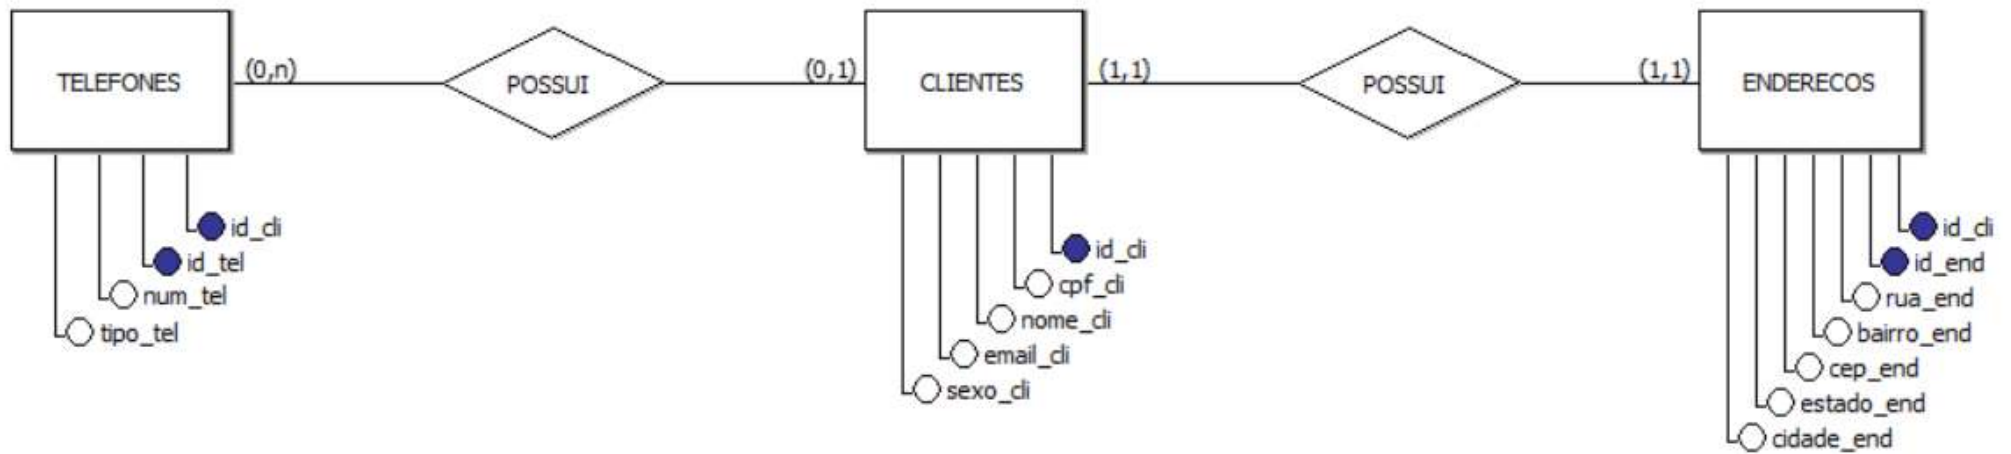 TELEFONES
(0,n)
POSSUI
(0,1)
CLIENTES
(1,1)
POSSUI
(1,1)
ENDERECOS
id_cli
id_tel
num_tel
tipo_tel
id_cli
cpf_cli
nome_cli
email_cli
sexo_cli
id_cli
id_end
rua_end
bairro_end
cep_end
estado_end
cidade_end